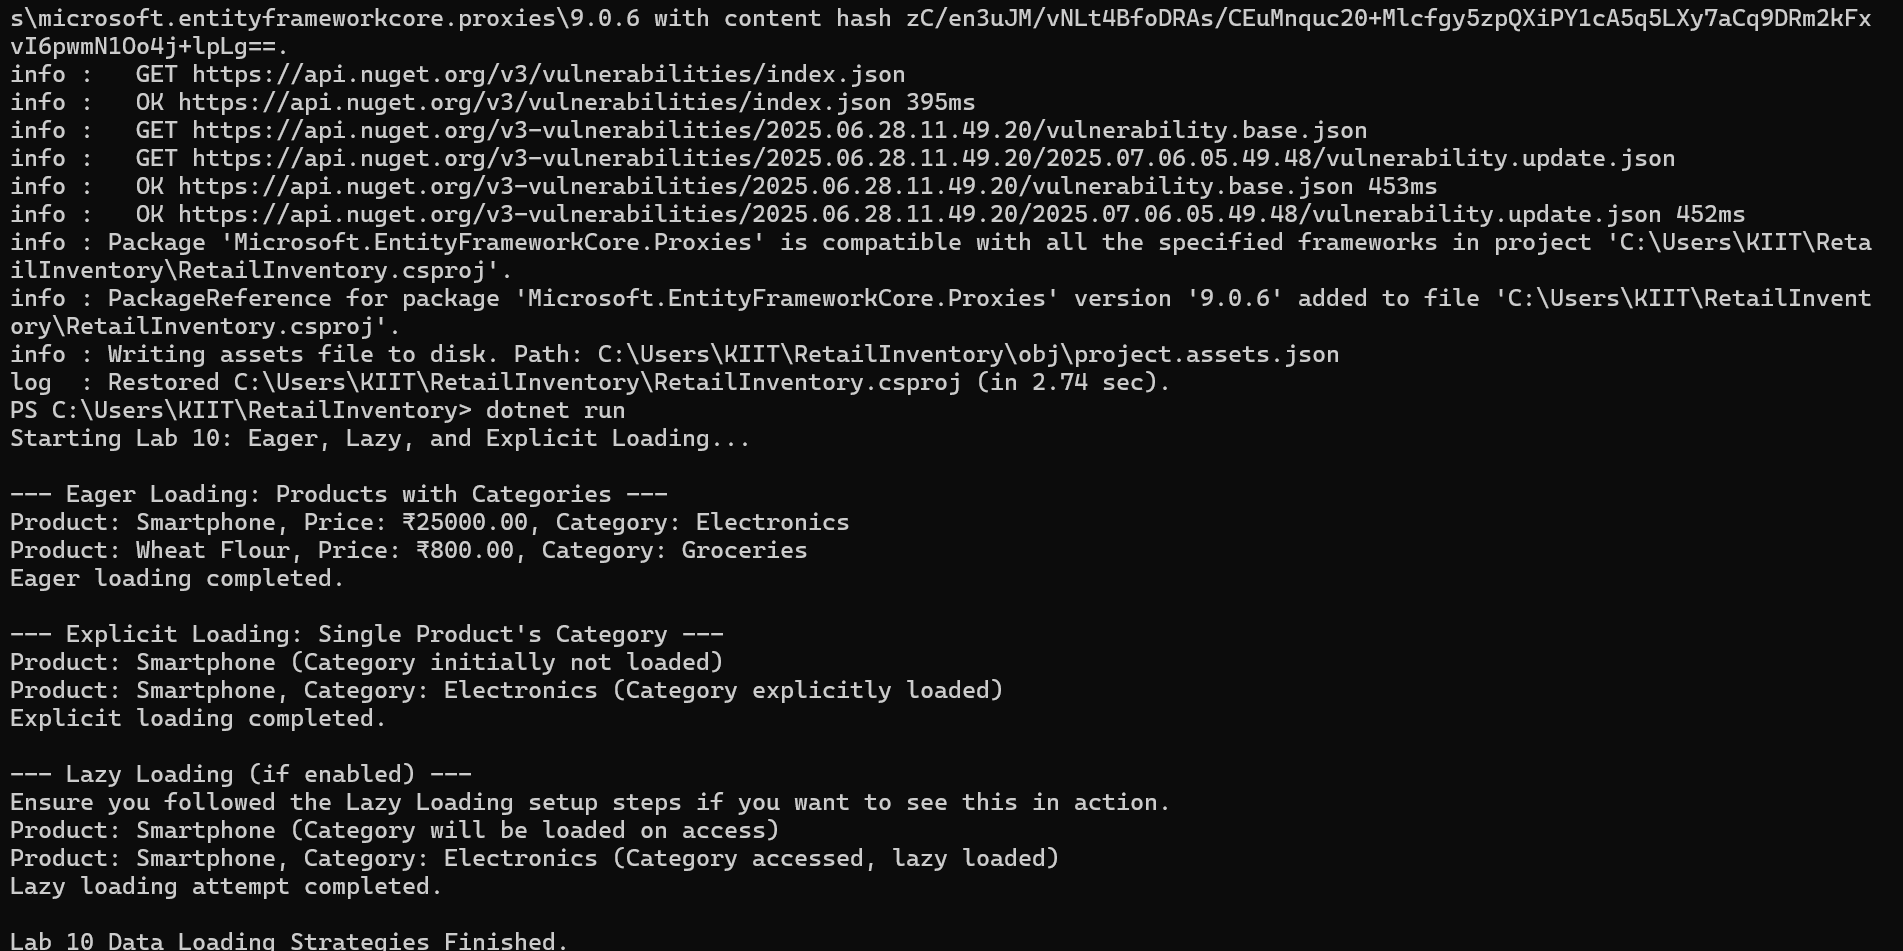 s\microsoft.entityframeworkcore.proxies\9.0.6 with content hash zC/en3uJM/vNLt4BfoDRAs/CEuMnquc20+Mlcfgy5zpQXiPY1cA5q5LXy7aCq9DRm2kFx
vI6pwmN1Oo4j+lpLg==.
info :   GET https://api.nuget.org/v3/vulnerabilities/index.json
info :   OK https://api.nuget.org/v3/vulnerabilities/index.json 395ms
info :   GET https://api.nuget.org/v3-vulnerabilities/2025.06.28.11.49.20/vulnerability.base.json
info :   GET https://api.nuget.org/v3-vulnerabilities/2025.06.28.11.49.20/2025.07.06.05.49.48/vulnerability.update.json
info :   OK https://api.nuget.org/v3-vulnerabilities/2025.06.28.11.49.20/vulnerability.base.json 453ms
info :   OK https://api.nuget.org/v3-vulnerabilities/2025.06.28.11.49.20/2025.07.06.05.49.48/vulnerability.update.json 452ms
info : Package 'Microsoft.EntityFrameworkCore.Proxies' is compatible with all the specified frameworks in project 'C:\Users\KIIT\Reta
ilInventory\RetailInventory.csproj'.
info : PackageReference for package 'Microsoft.EntityFrameworkCore.Proxies' version '9.0.6' added to file 'C:\Users\KIIT\RetailInvent
ory\RetailInventory.csproj'.
info : Writing assets file to disk. Path: C:\Users\KIIT\RetailInventory\obj\project.assets.json
log  : Restored C:\Users\KIIT\RetailInventory\RetailInventory.csproj (in 2.74 sec).
PS C:\Users\KIIT\RetailInventory> dotnet run
Starting Lab 10: Eager, Lazy, and Explicit Loading...

--- Eager Loading: Products with Categories ---
Product: Smartphone, Price: ₹25000.00, Category: Electronics
Product: Wheat Flour, Price: ₹800.00, Category: Groceries
Eager loading completed.

--- Explicit Loading: Single Product's Category ---
Product: Smartphone (Category initially not loaded)
Product: Smartphone, Category: Electronics (Category explicitly loaded)
Explicit loading completed.

--- Lazy Loading (if enabled) ---
Ensure you followed the Lazy Loading setup steps if you want to see this in action.
Product: Smartphone (Category will be loaded on access)
Product: Smartphone, Category: Electronics (Category accessed, lazy loaded)
Lazy loading attempt completed.

Lab 10 Data Loading Strategies Finished.